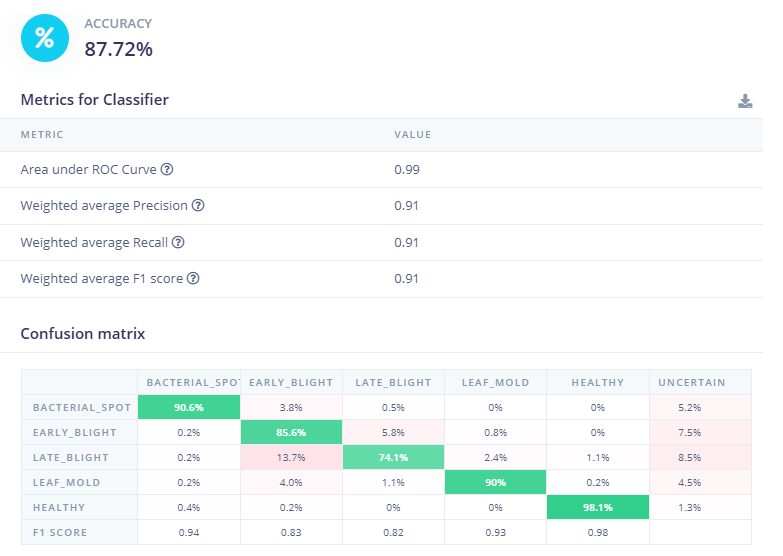 %
ACCURACY
87.72%
Metrics for Classifier
METRIC VALUE
Area under ROC Curve ? 0.99
Weighted average Precision ? 0.91
Weighted average Recall ? 0.91
Weighted average F1 score ? 0.91
Confusion matrix
BACTERIAL_SPOT EARLY_BLIGHT LATE_BLIGHT LEAF_MOLD HEALTHY UNCERTAIN
BACTERIAL_SPOT 90.6% 3.8% 0.5% 0% 0% 5.2%
EARLY_BLIGHT 0.2% 85.6% 5.8% 0.8% 0% 7.5%
LATE_BLIGHT 0.2% 13.7% 74.1% 2.4% 1.1% 8.5%
LEAF_MOLD 0.2% 4.0% 1.1% 90% 0.2% 4.5%
HEALTHY 0.4% 0.2% 0% 0% 98.1% 1.3%
F1 SCORE 0.94 0.83 0.82 0.93 0.98